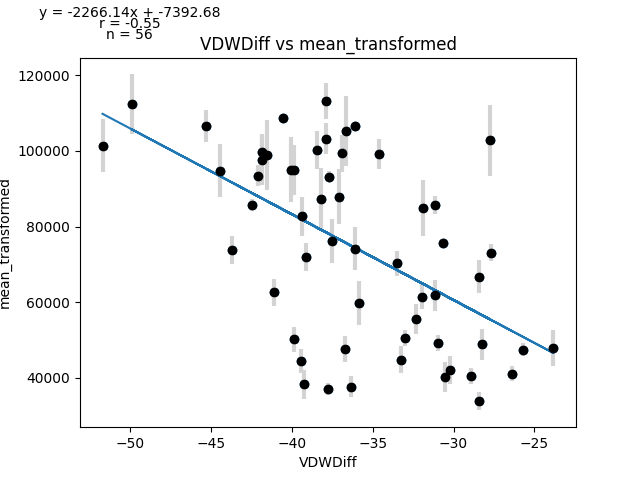 y = -2266.14x + -7392.68
r = -0.55
n = 56
VDWDiff vs mean_transformed
120000
100000
80000
60000
40000
mean_transformed
−50 −45 −40 −35 −30 −25
VDWDiff